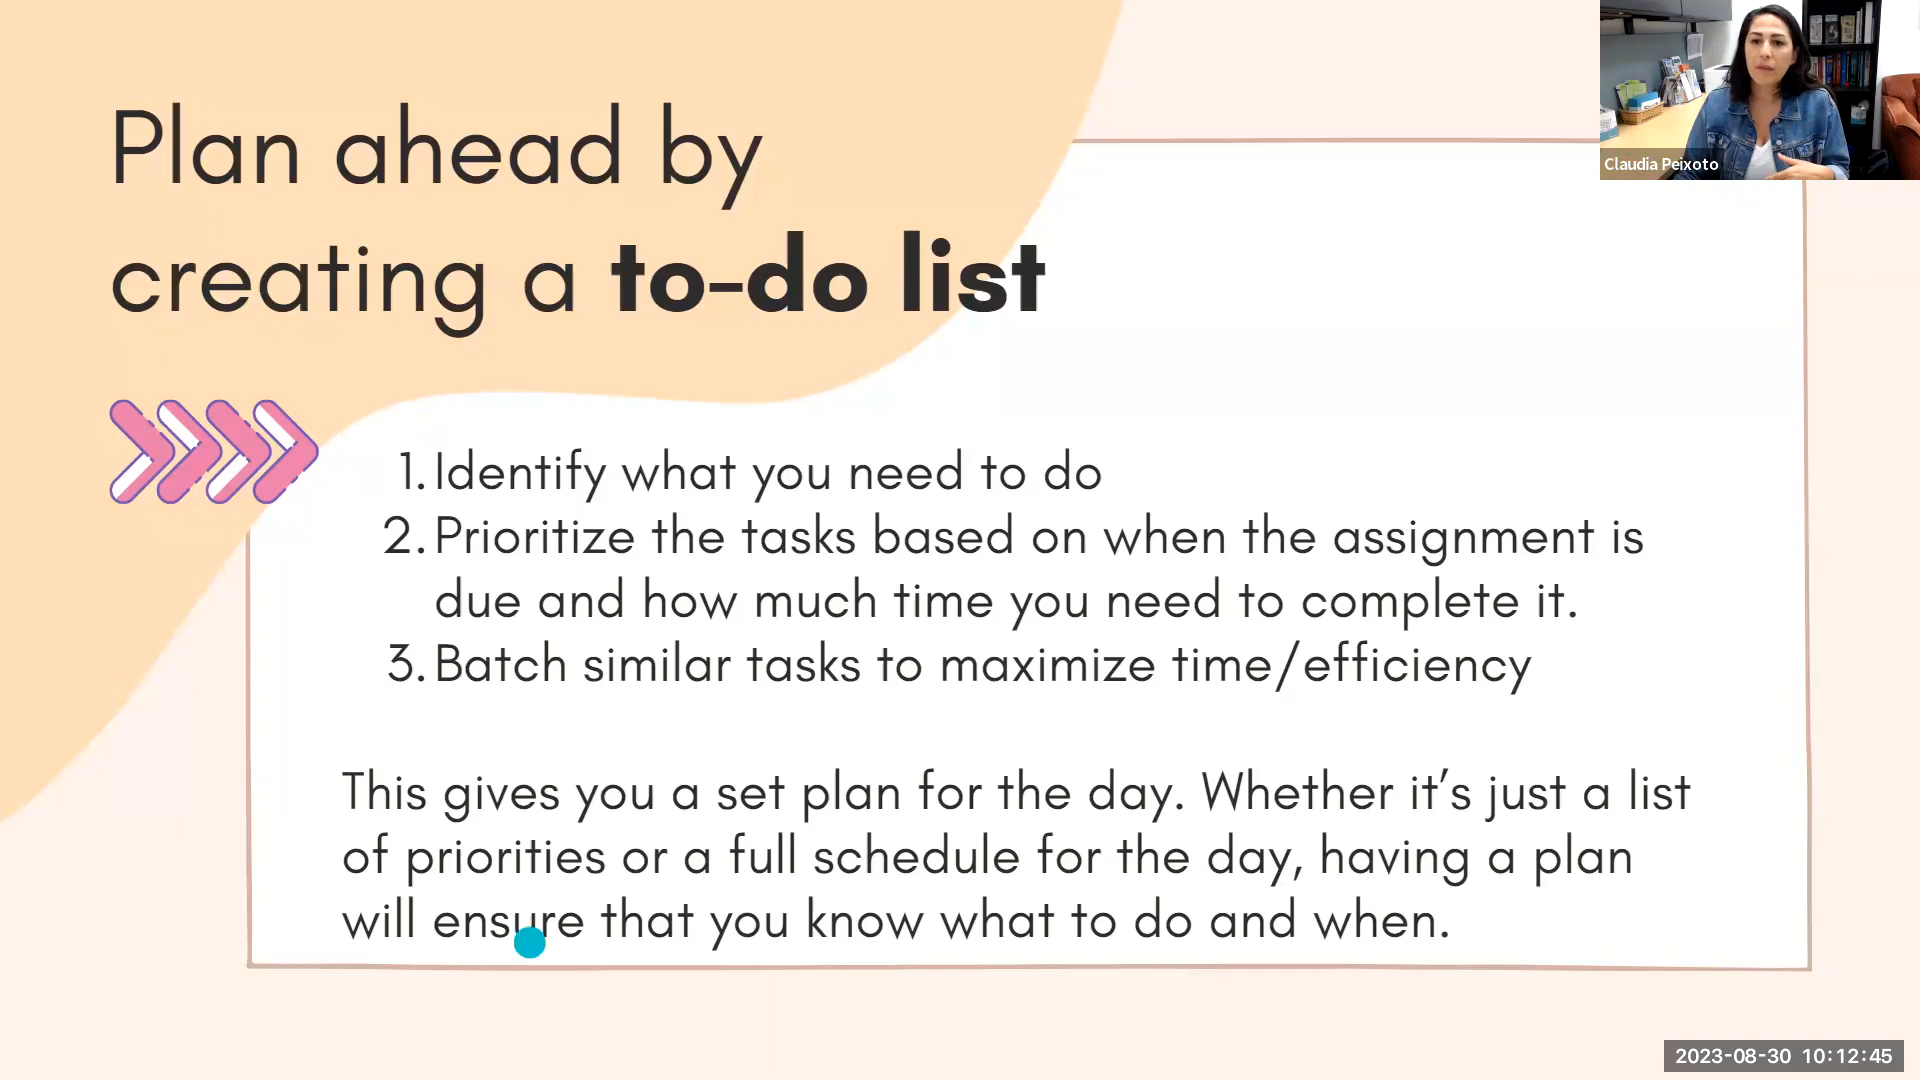 Plan ahead by
creating a to-do list
1. Identify what you need to do
2. Prioritize the tasks based on when the assignment is
due and how much time you need to complete it.
3. Batch similar tasks to maximize time/efficiency
This gives you a set plan for the day. Whether it's just a list
of priorities or a full schedule for the day, having a plan
will ensure that you know what to do and when.
Claudia Peixoto
2023-08-30 10:12:45